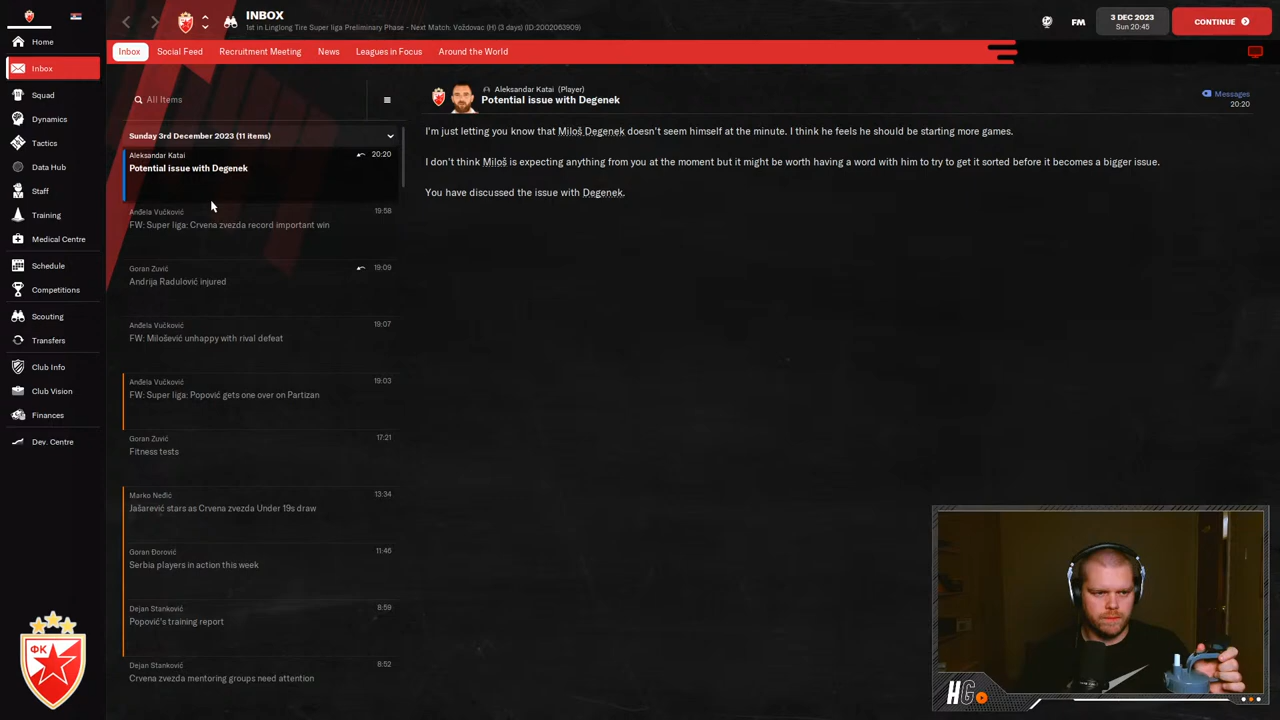 INBOX
1st in Linglong Tire Super liga Preliminary Phase - Next Match: Voždovac (H) (3 days) (ID:2002063909)
FM
3 DEC 2023
Sun 20:45
CONTINUE
Home
Inbox
Squad
Dynamics
Tactics
Data Hub
Staff
Training
Medical Centre
Schedule
Competitions
Scouting
Transfers
Club Info
Club Vision
Finances
Dev. Centre
ФК
Inbox
Social Feed
Recruitment Meeting
News
Leagues in Focus
Around the World
All Items
Sunday 3rd December 2023 (11 items)
Aleksandar Katai
20:20
Potential issue with Degenek
Anđela Vučković
19:58
FW: Super liga: Crvena zvezda record important win
Goran Zuvić
19:09
Andrija Radulović injured
Anđela Vučković
19:07
FW: Milošević unhappy with rival defeat
Anđela Vučković
19:03
FW: Super liga: Popović gets one over on Partizan
Goran Zuvić
17:21
Fitness tests
Marko Neđić
13:34
Jašarević stars as Crvena zvezda Under 19s draw
Goran Đorović
11:46
Serbia players in action this week
Dejan Stanković
8:59
Popović's training report
Dejan Stanković
8:52
Crvena zvezda mentoring groups need attention
Aleksandar Katai (Player)
Potential issue with Degenek
Messages
20:20
I'm just letting you know that Miloš Degenek doesn't seem himself at the minute. I think he feels he should be starting more games.
I don't think Miloš is expecting anything from you at the moment but it might be worth having a word with him to try to get it sorted before it becomes a bigger issue.
You have discussed the issue with Degenek.
HG